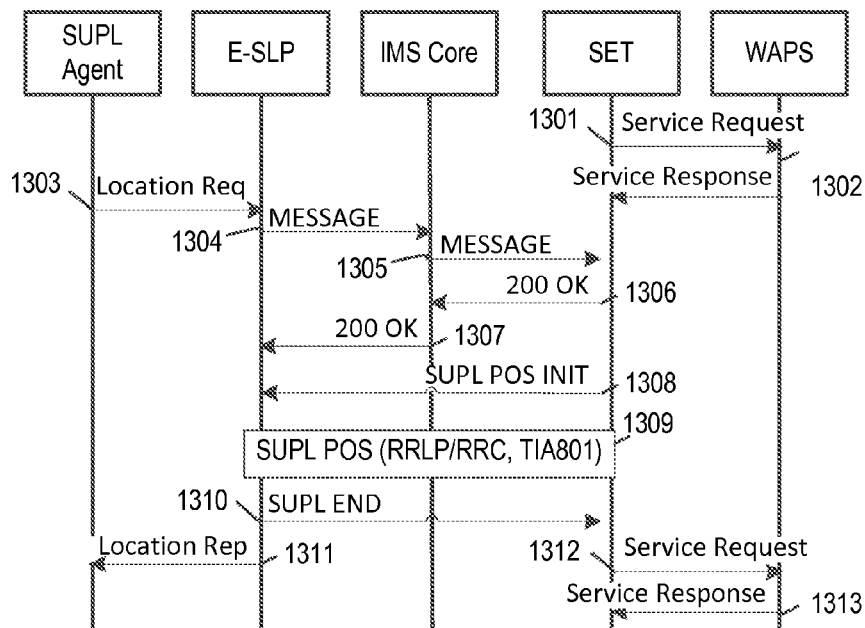 SUPL Agent
E-SLP
IMS Core
SET
WAPS
1301
Service Request
Service Response
1302
1303
Location Req
1304
MESSAGE
1305
MESSAGE
200 OK
1306
200 OK
1307
SUPL POS INIT
1308
1309
SUPL POS (RRLP/RRC, TIA801)
1310
SUPL END
Location Rep
1311
1312
Service Request
Service Response
1313